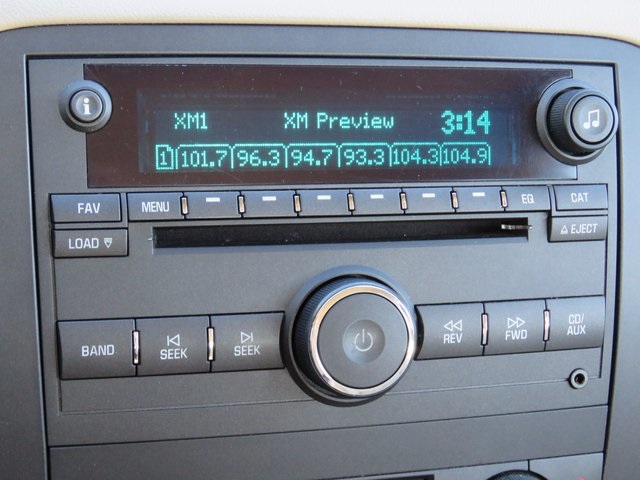 i
XM1 XM Preview 3:14
1 101.7 96.3 94.7 93.3 104.3 104.9
FAV MENU EQ CAT
LOAD EJECT
BAND SEEK SEEK REV FWD CD/
AUX